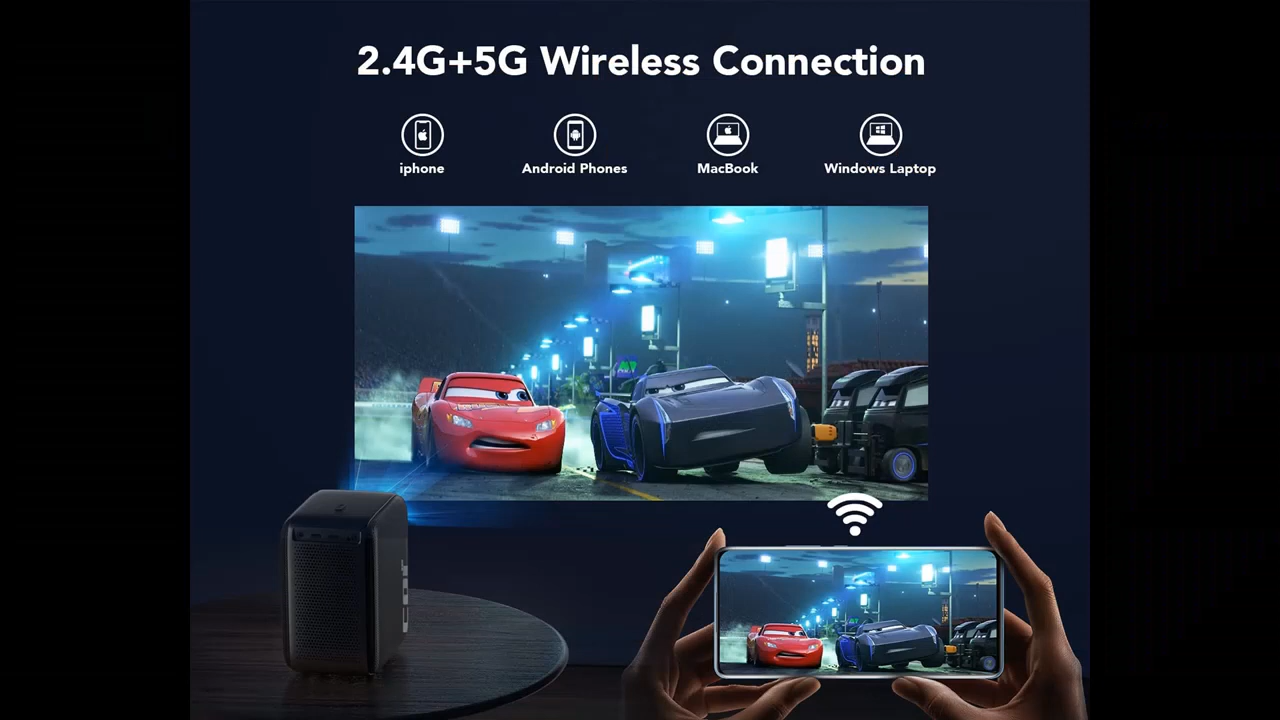 2.4G+5G Wireless Connection
iphone
Android Phones
MacBook
Windows Laptop